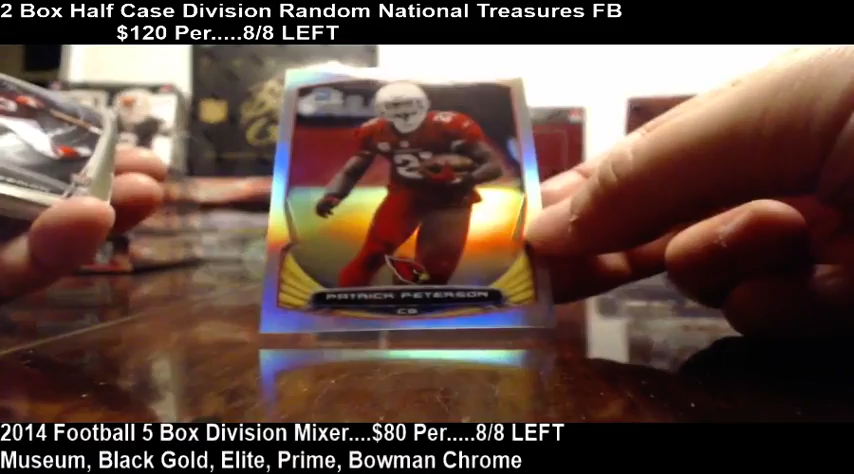 2 Box Half Case Division Random National Treasures FB
$120 Per.....8/8 LEFT
PATRICK PETERSON
CB
2014 Football 5 Box Division Mixer....$80 Per.....8/8 LEFT
Museum, Black Gold, Elite, Prime, Bowman Chrome